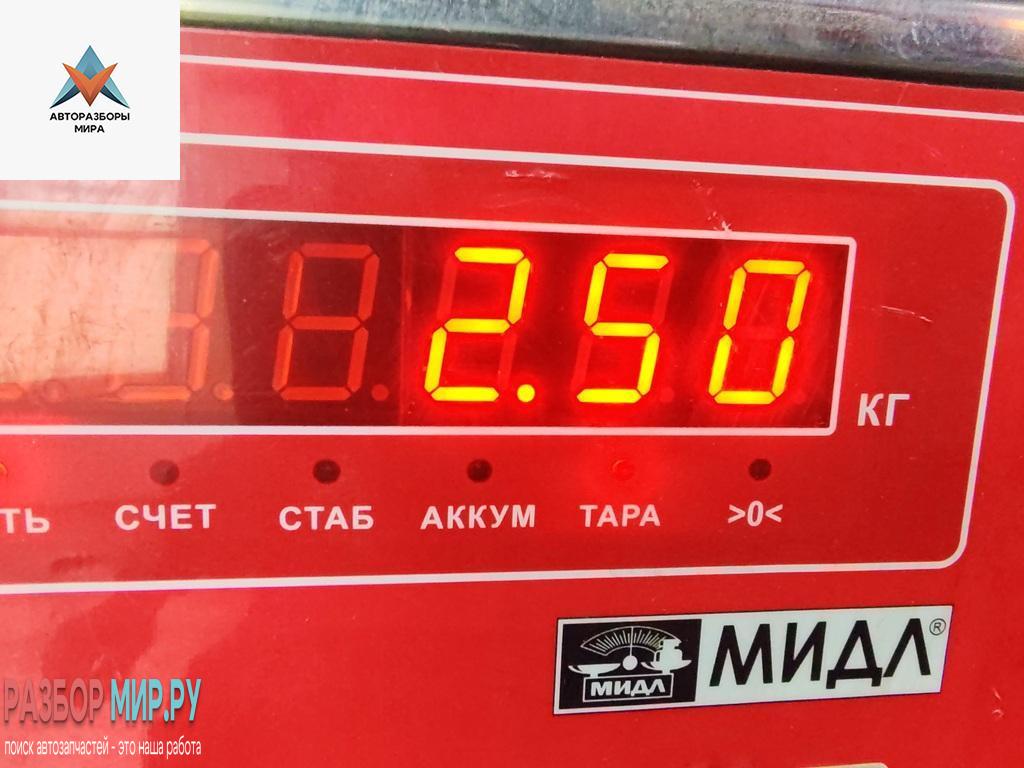 АВТОРАЗБОРЫ
МИРА
2.50
КГ
ТЬ СЧЕТ СТАБ АККУМ ТАРА >0<
МИДЛ МИДЛ®
РАЗБОР МИР.РУ
поиск автозапчастей - это наша работа